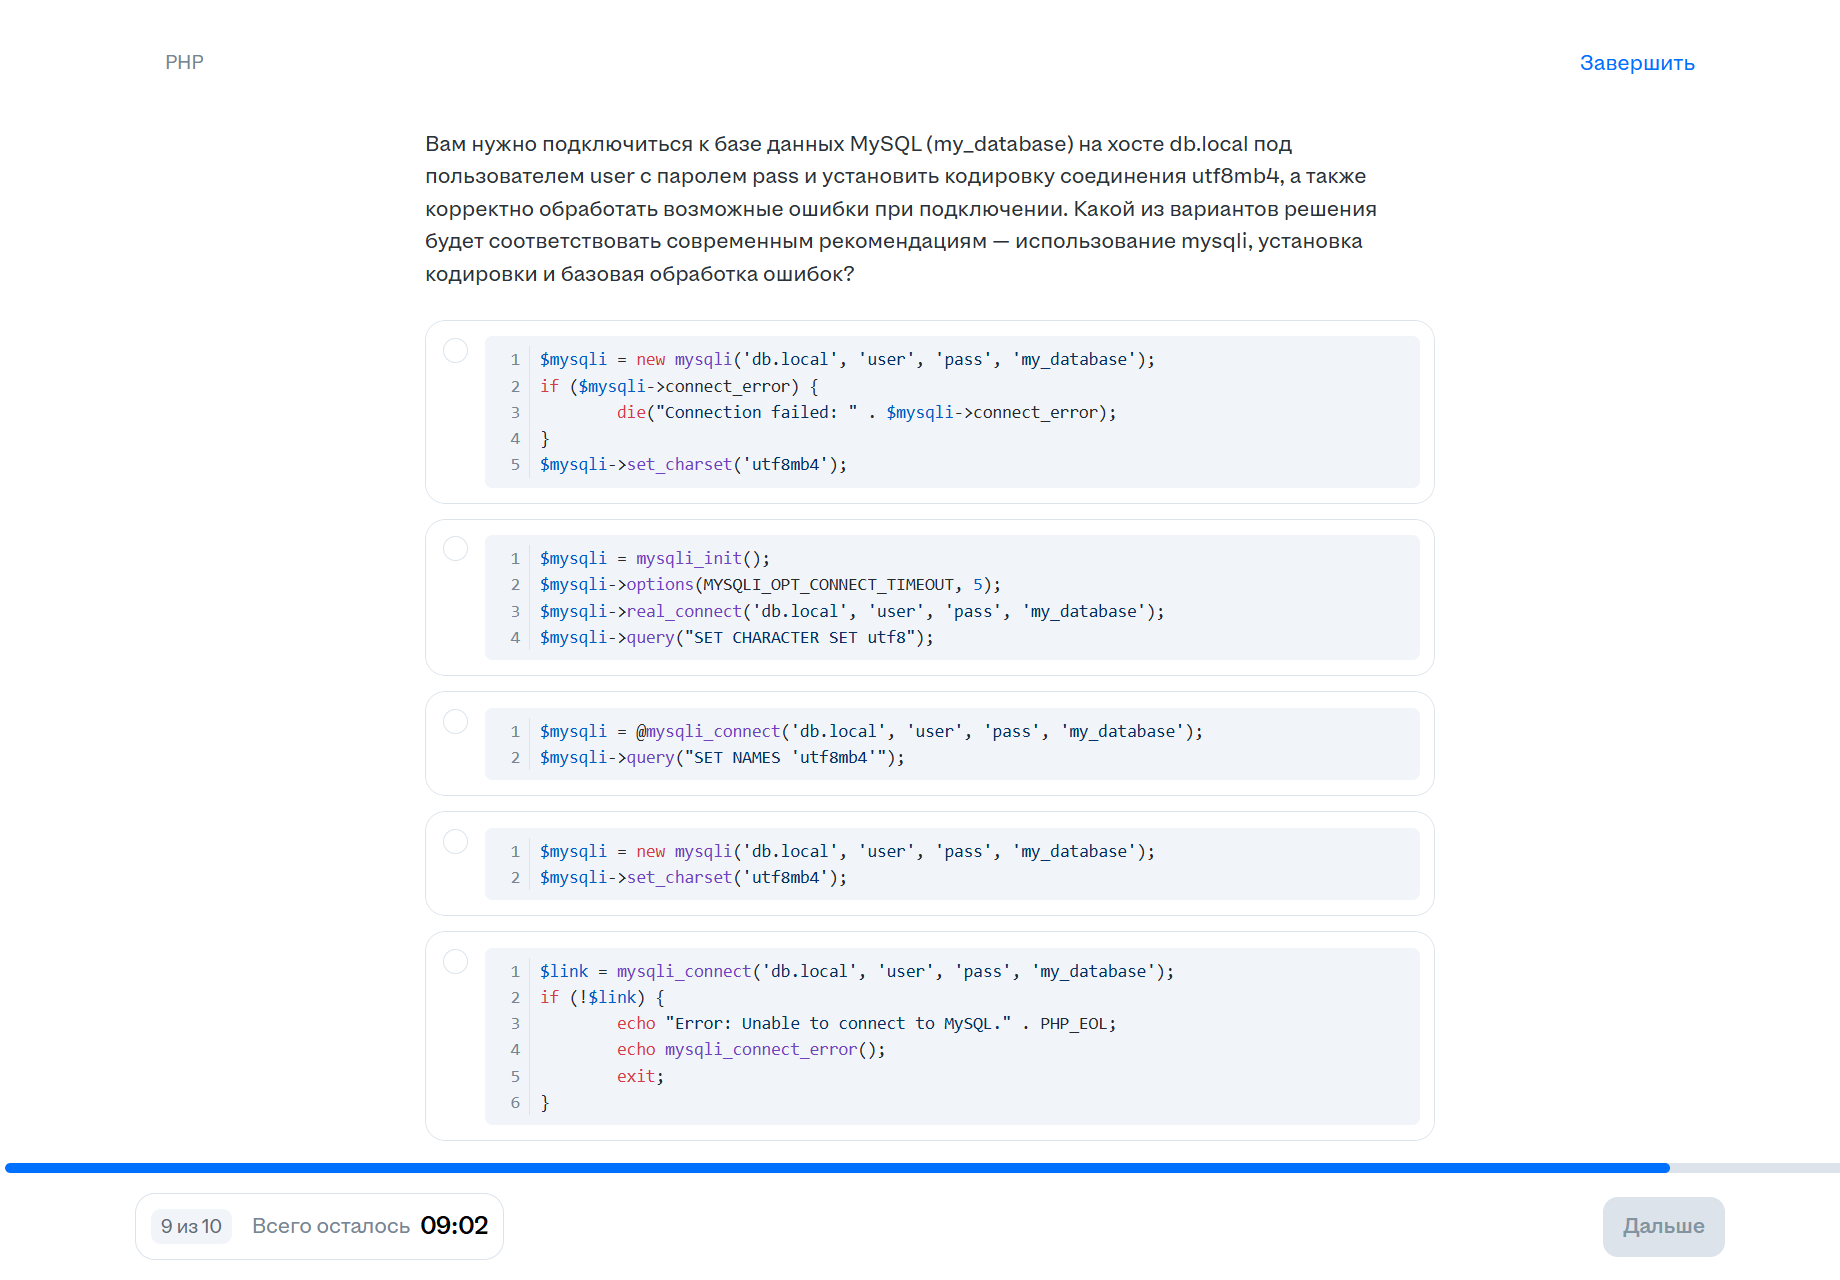 PHP
Завершить
Вам нужно подключиться к базе данных MySQL (my_database) на хосте db.local под
пользователем user с паролем pass и установить кодировку соединения utf8mb4, а также
корректно обработать возможные ошибки при подключении. Какой из вариантов решения
будет соответствовать современным рекомендациям — использование mysqli, установка
кодировки и базовая обработка ошибок?
1 $mysqli = new mysqli('db.local', 'user', 'pass', 'my_database');
2 if ($mysqli->connect_error) {
3         die("Connection failed: " . $mysqli->connect_error);
4 }
5 $mysqli->set_charset('utf8mb4');
1 $mysqli = mysqli_init();
2 $mysqli->options(MYSQLI_OPT_CONNECT_TIMEOUT, 5);
3 $mysqli->real_connect('db.local', 'user', 'pass', 'my_database');
4 $mysqli->query("SET CHARACTER SET utf8");
1 $mysqli = @mysqli_connect('db.local', 'user', 'pass', 'my_database');
2 $mysqli->query("SET NAMES 'utf8mb4'");
1 $mysqli = new mysqli('db.local', 'user', 'pass', 'my_database');
2 $mysqli->set_charset('utf8mb4');
1 $link = mysqli_connect('db.local', 'user', 'pass', 'my_database');
2 if (!$link) {
3         echo "Error: Unable to connect to MySQL." . PHP_EOL;
4         echo mysqli_connect_error();
5         exit;
6 }
9 из 10 Всего осталось 09:02
Дальше